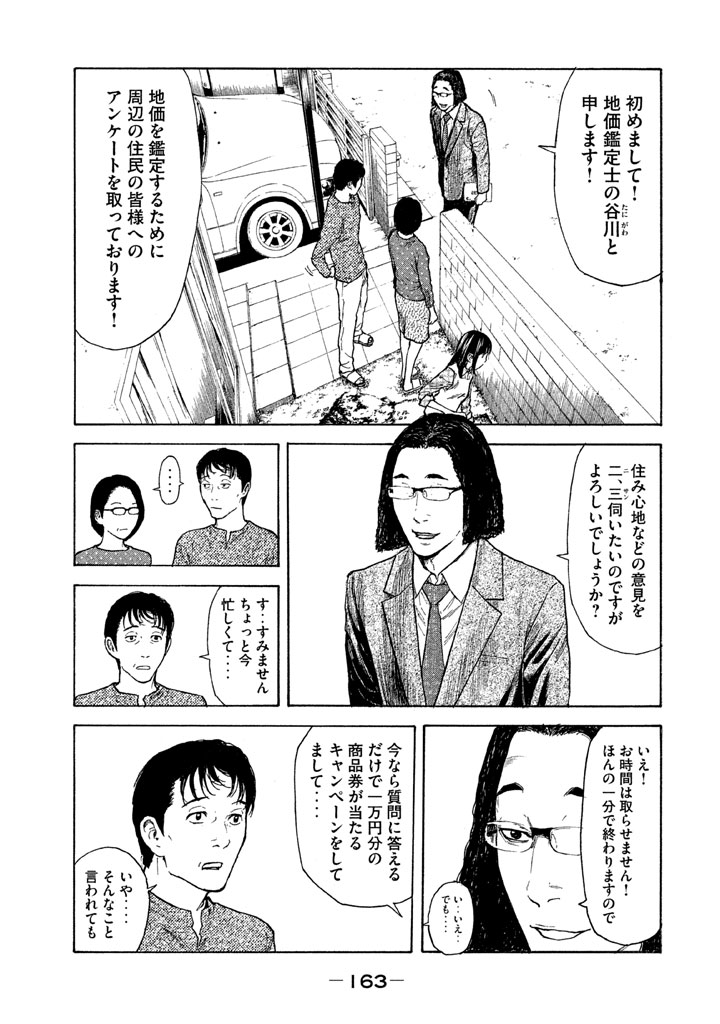 初めまして!
地価鑑定士の谷川と
たに がわ
申します!
地価を鑑定するために
周辺の住民の皆様への
アンケートを取っております!
住み心地などの意見を
二、三伺いたいのですが
ニ サン
よろしいでしょうか?
・・・
す‥すみません
ちょっと今
忙しくて‥‥
いえ!
お時間は取らせません!
ほんの一分で終わりますので
い‥いえ‥
でも‥‥
今なら質問に答える
だけで一万円分の
商品券が当たる
キャンペーンをして
まして‥‥
いや‥‥
そんなこと
言われても
—163—